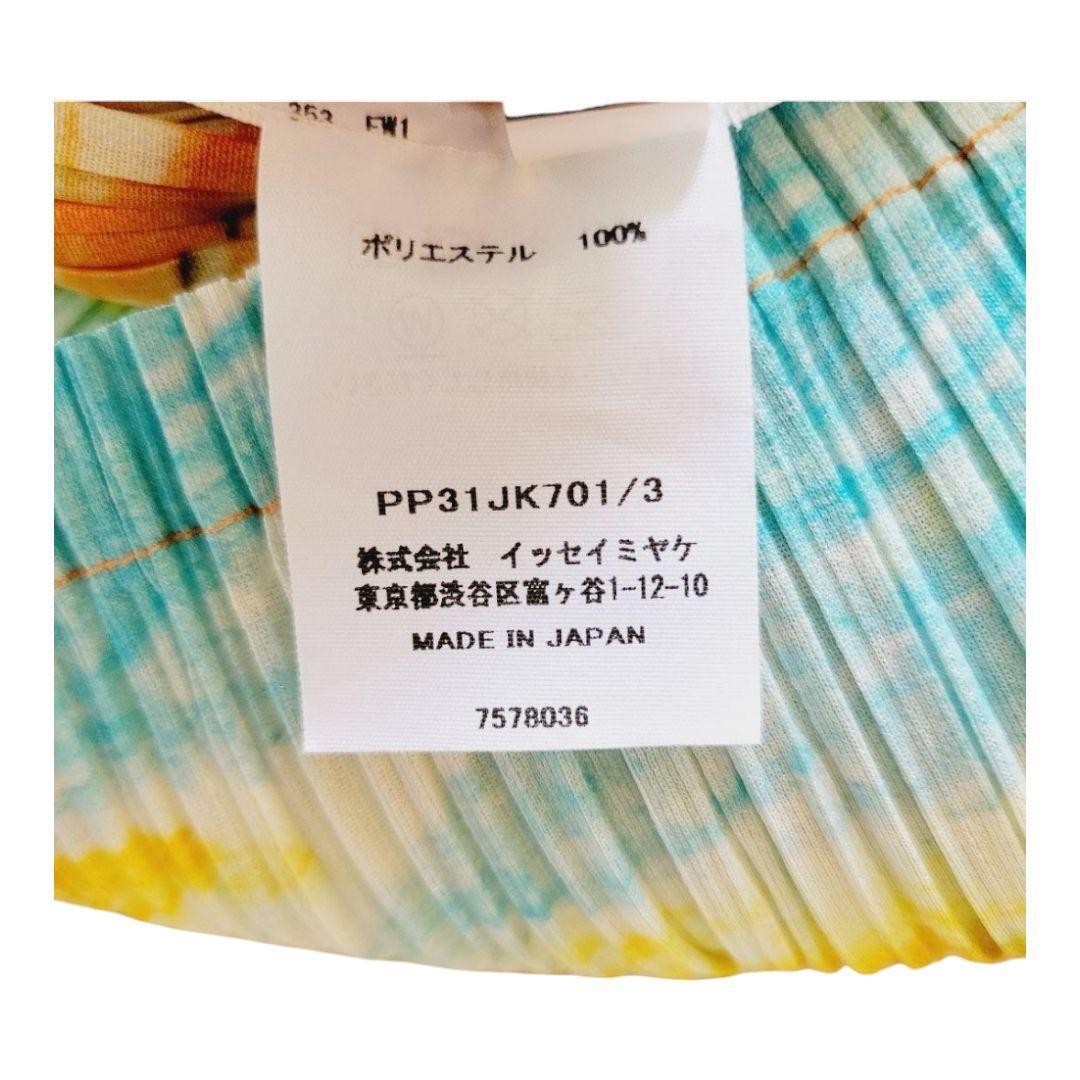 353 FW1
ポリエステル 100%
PP31JK701/3
株式会社 イッセイミヤケ
東京都渋谷区富ヶ谷1-12-10
MADE IN JAPAN
7578036